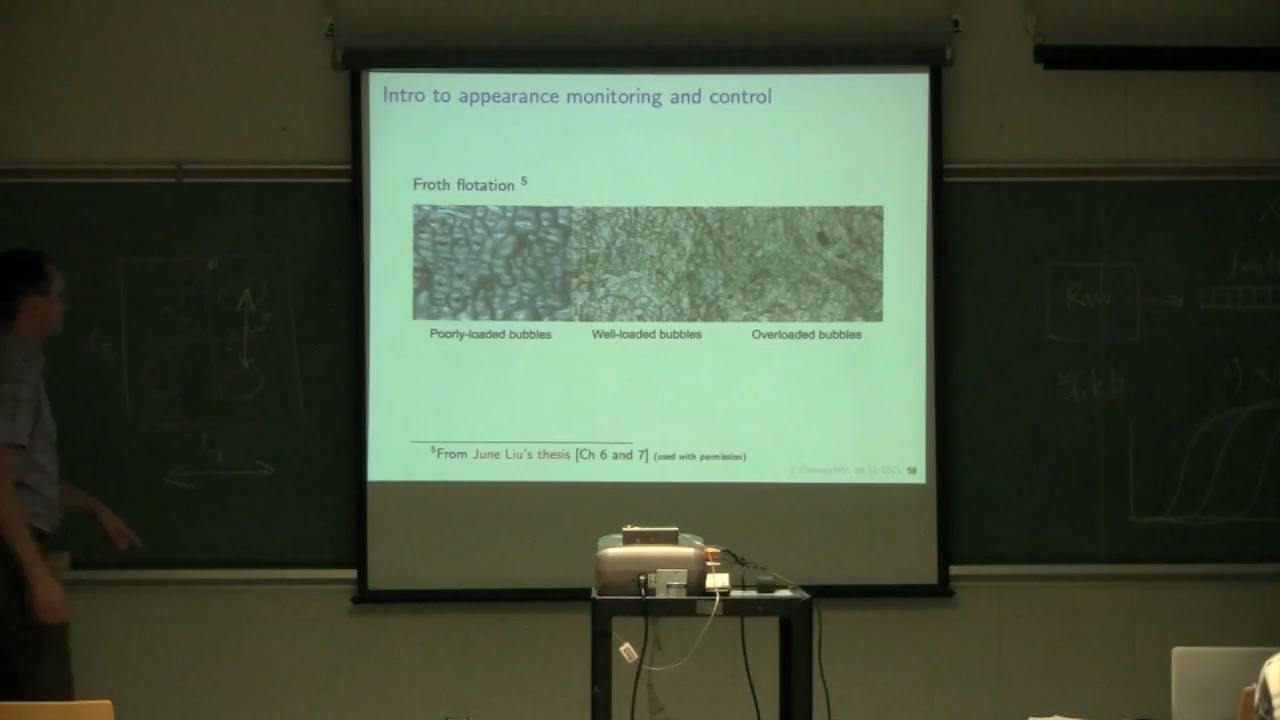 Intro to appearance monitoring and control
Froth flotation 5
Poorly-loaded bubbles Well-loaded bubbles Overloaded bubbles
5From June Liu's thesis [Ch 6 and 7] (used with permission)
58
Raw